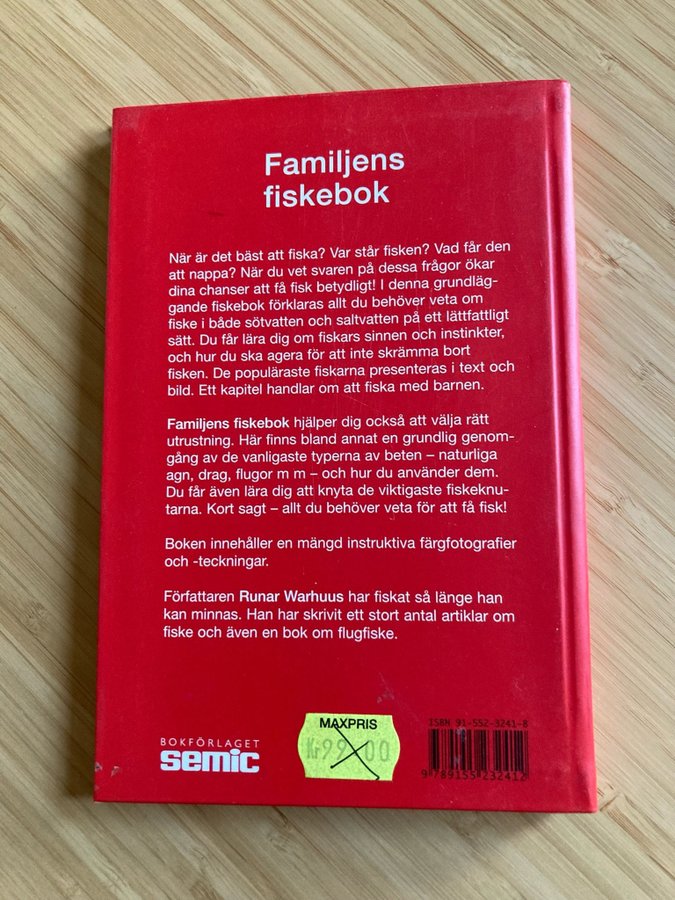 Familjens
fiskebok
När är det bäst att fiska? Var står fisken? Vad får den
att nappa? När du vet svaren på dessa frågor ökar
dina chanser att få fisk betydligt! I denna grundläg-
gande fiskebok förklaras allt du behöver veta om
fiske i både sötvatten och saltvatten på ett lättfattligt
sätt. Du får lära dig om fiskars sinnen och instinkter,
och hur du ska agera för att inte skrämma bort
fisken. De populäraste fiskarna presenteras i text och
bild. Ett kapitel handlar om att fiska med barnen.
Familjens fiskebok hjälper dig också att välja rätt
utrustning. Här finns bland annat en grundlig genom-
gång av de vanligaste typerna av beten – naturliga
agn, drag, flugor m m – och hur du använder dem.
Du får även lära dig att knyta de viktigaste fiskeknu-
tarna. Kort sagt – allt du behöver veta för att få fisk!
Boken innehåller en mängd instruktiva färgfotografier
och -teckningar.
Författaren Runar Warhuus har fiskat så länge han
kan minnas. Han har skrivit ett stort antal artiklar om
fiske och även en bok om flugfiske.
BOKFÖRLAGET
semic
MAXPRIS
Kr 99.00
ISBN 91-552-3241-8
9 789155 232412